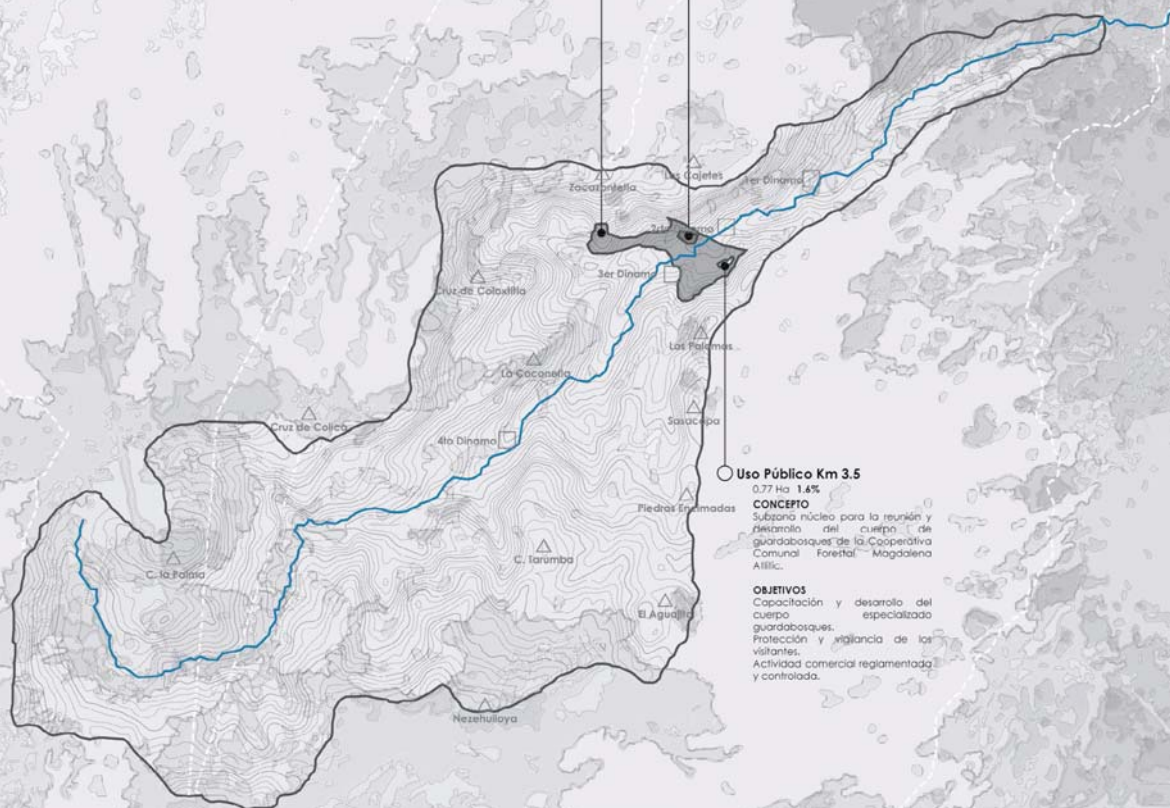 Zacazontella
Los Cajetes
1er Dinamo
3er Dinamo
Cruz de Coloxtitla
Las Palomas
La Coconetla
Sasacapa
Cruz de Colica
4to Dinamo
Uso Público Km 3.5
0.77 Ha 1.6%
CONCEPTO
Subzona núcleo para la reunión y
desarrollo del cuerpo de
guardabosques de la Cooperativa
Comunal Forestal Magdalena
Atlitic.
Piedras Encimadas
C. Tarumba
C. la Palma
OBJETIVOS
Capacitación y desarrollo del
cuerpo especializado
guardabosques.
Protección y vigilancia de los
visitantes.
Actividad comercial reglamentada
y controlada.
El Aguajito
Nezehuiloya